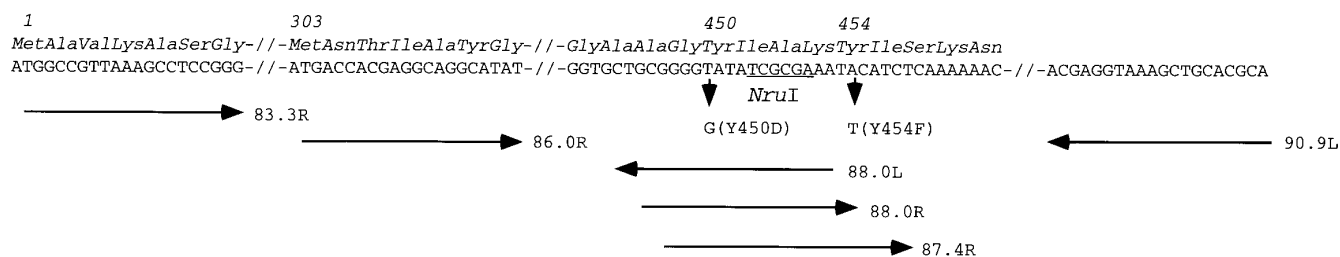 1 303 450 454
MetAlaValLysAlaSerGly-//-MetAsnThrIleAlaTyrGly-//-GlyAlaAlaGlyTyrIleAlaLysTyrIleSerLysAsn
ATGGCCGTTAAAGCCTCCGGG-//-ATGACCACGAGGCAGGCATAT-//-GGTGCTGCGGGGTATATCGCGAAATACATCTCAAAAAAC-//-ACGAGGTAAAGCTGCACGCA
NruI
83.3R
G(Y450D) T(Y454F)
86.0R 90.9L
88.0L
88.0R
87.4R